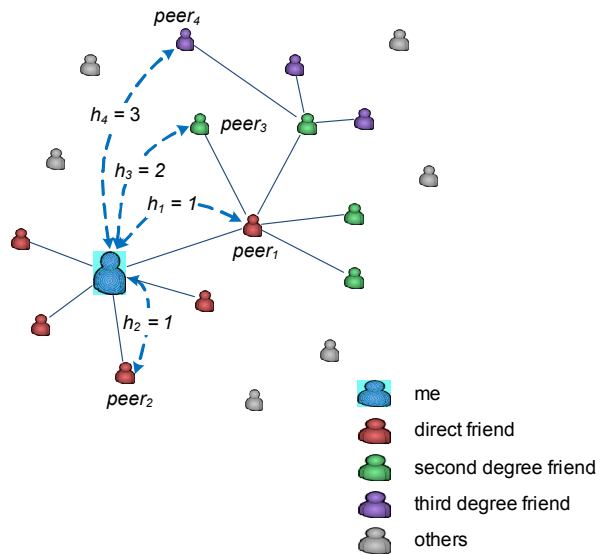 peer₄
h₄ = 3
peer₃
h₃ = 2
h₁ = 1
peer₁
h₂ = 1
peer₂
me
direct friend
second degree friend
third degree friend
others